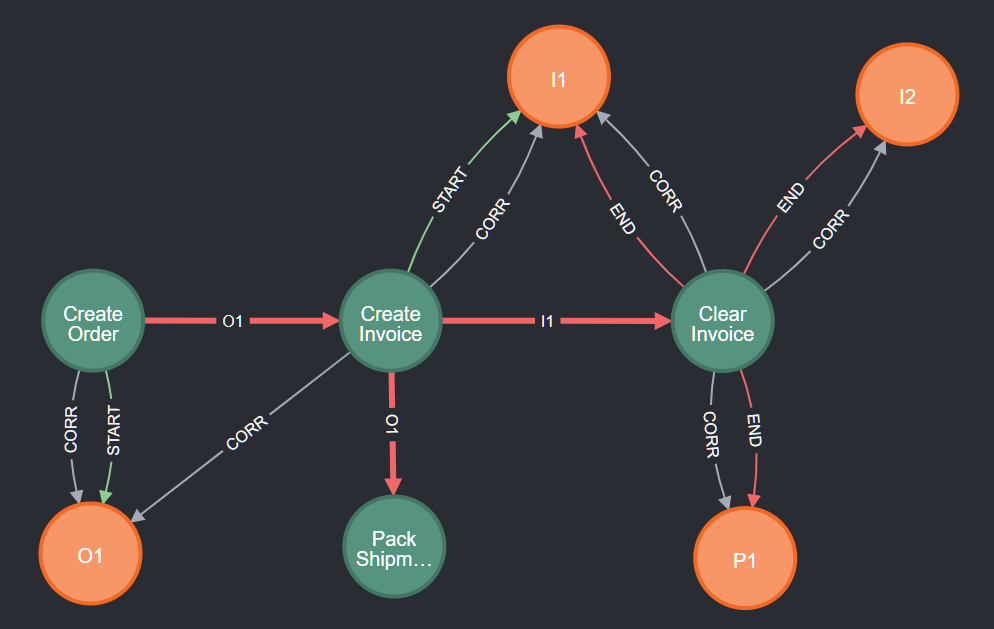 I1
I2
START
CORR
END
CORR
END
CORR
Create
Order
O1
Create
Invoice
I1
Clear
Invoice
CORR
START
CORR
O1
CORR
END
O1
Pack
Shipm...
P1